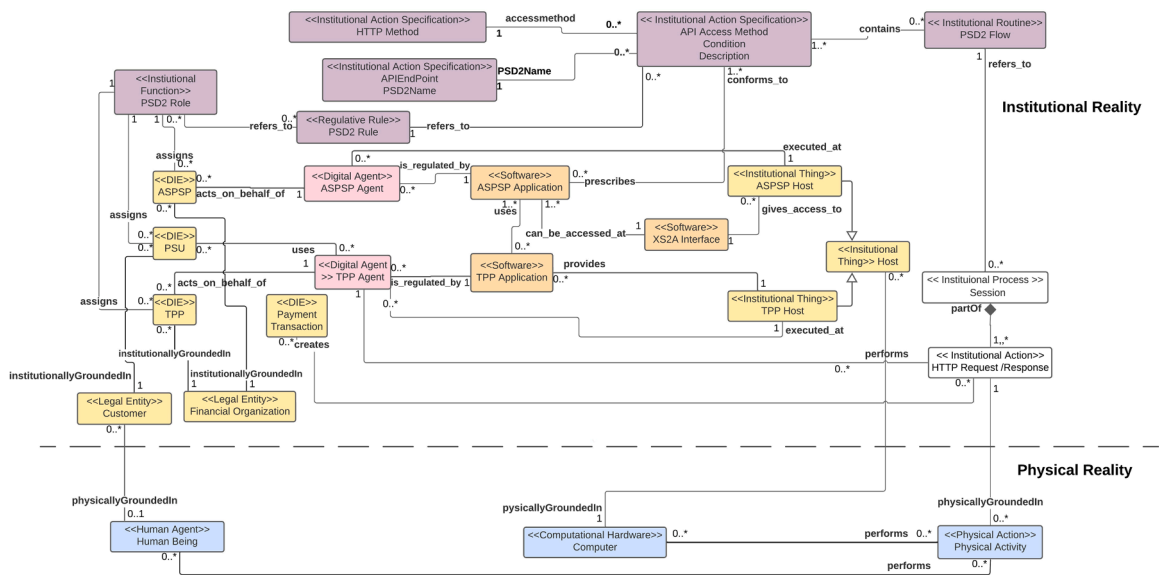 <<Institutional Action Specification>>
HTTP Method
accessmethod
1
0..*
<< Institutional Action Specification>>
API Access Method
Condition
Description
contains
1..*
0..*
<< Institutional Routine>>
PSD2 Flow
1
refers_to
<<Institutional Action Specification>>
APIEndPoint
PSD2Name
PSD2Name
1
0..*
0..*
1..*
conforms_to
Institutional Reality
<<Instiutional
Function>>
PSD2 Role
1
1
1
0..*
refers_to
0..*
<<Regulative Rule>>
PSD2 Rule
1
refers_to
assigns
0..*
executed_at
1
<<DIE>>
ASPSP
0..*
0..*
acts_on_behalf_of
1
<<Digital Agent>>
ASPSP Agent
0..*
0..*
is_regulated_by
1
<<Software>>
ASPSP Application
0..*
prescribes
1..*
1..*
uses
<<Institutional Thing>>
ASPSP Host
0..*
gives_access_to
assigns
0..*
0..*
<<DIE>>
PSU
0..*
uses
0..*
can_be_accessed_at
1
<<Software>>
XS2A Interface
1
<<Insitutional
Thing>> Host
0..*
0..*
1
acts_on_behalf_of
<<Digital Agent
>> TPP Agent
0..*
is_regulated_by
1
0..*
1
<<Software>>
TPP Application
provides
0..*
1
<<Institutional Thing>>
TPP Host
1
executed_at
0..*
<< Instituional Process >>
Session
partOf
1..*
assigns
0..*
<<DIE>>
TPP
0..*
<<DIE>>
Payment
Transaction
0..*
creates
performs
0..*
<< Institutional Action>>
HTTP Request /Response
0..*
1
institutionallyGroundedIn
institutionallyGroundedIn
institutionallyGroundedIn
1
1
1
<<Legal Entity>>
Customer
0..*
<<Legal Entity>>
Financial Organization
Physical Reality
physicallyGroundedIn
0..1
pysicallyGroundedIn
1
physicallyGroundedIn
0..*
<<Human Agent>>
Human Being
0..*
<<Computational Hardware>>
Computer
0..*
performs
0..*
<<Physical Action>>
Physical Activity
performs
0..*